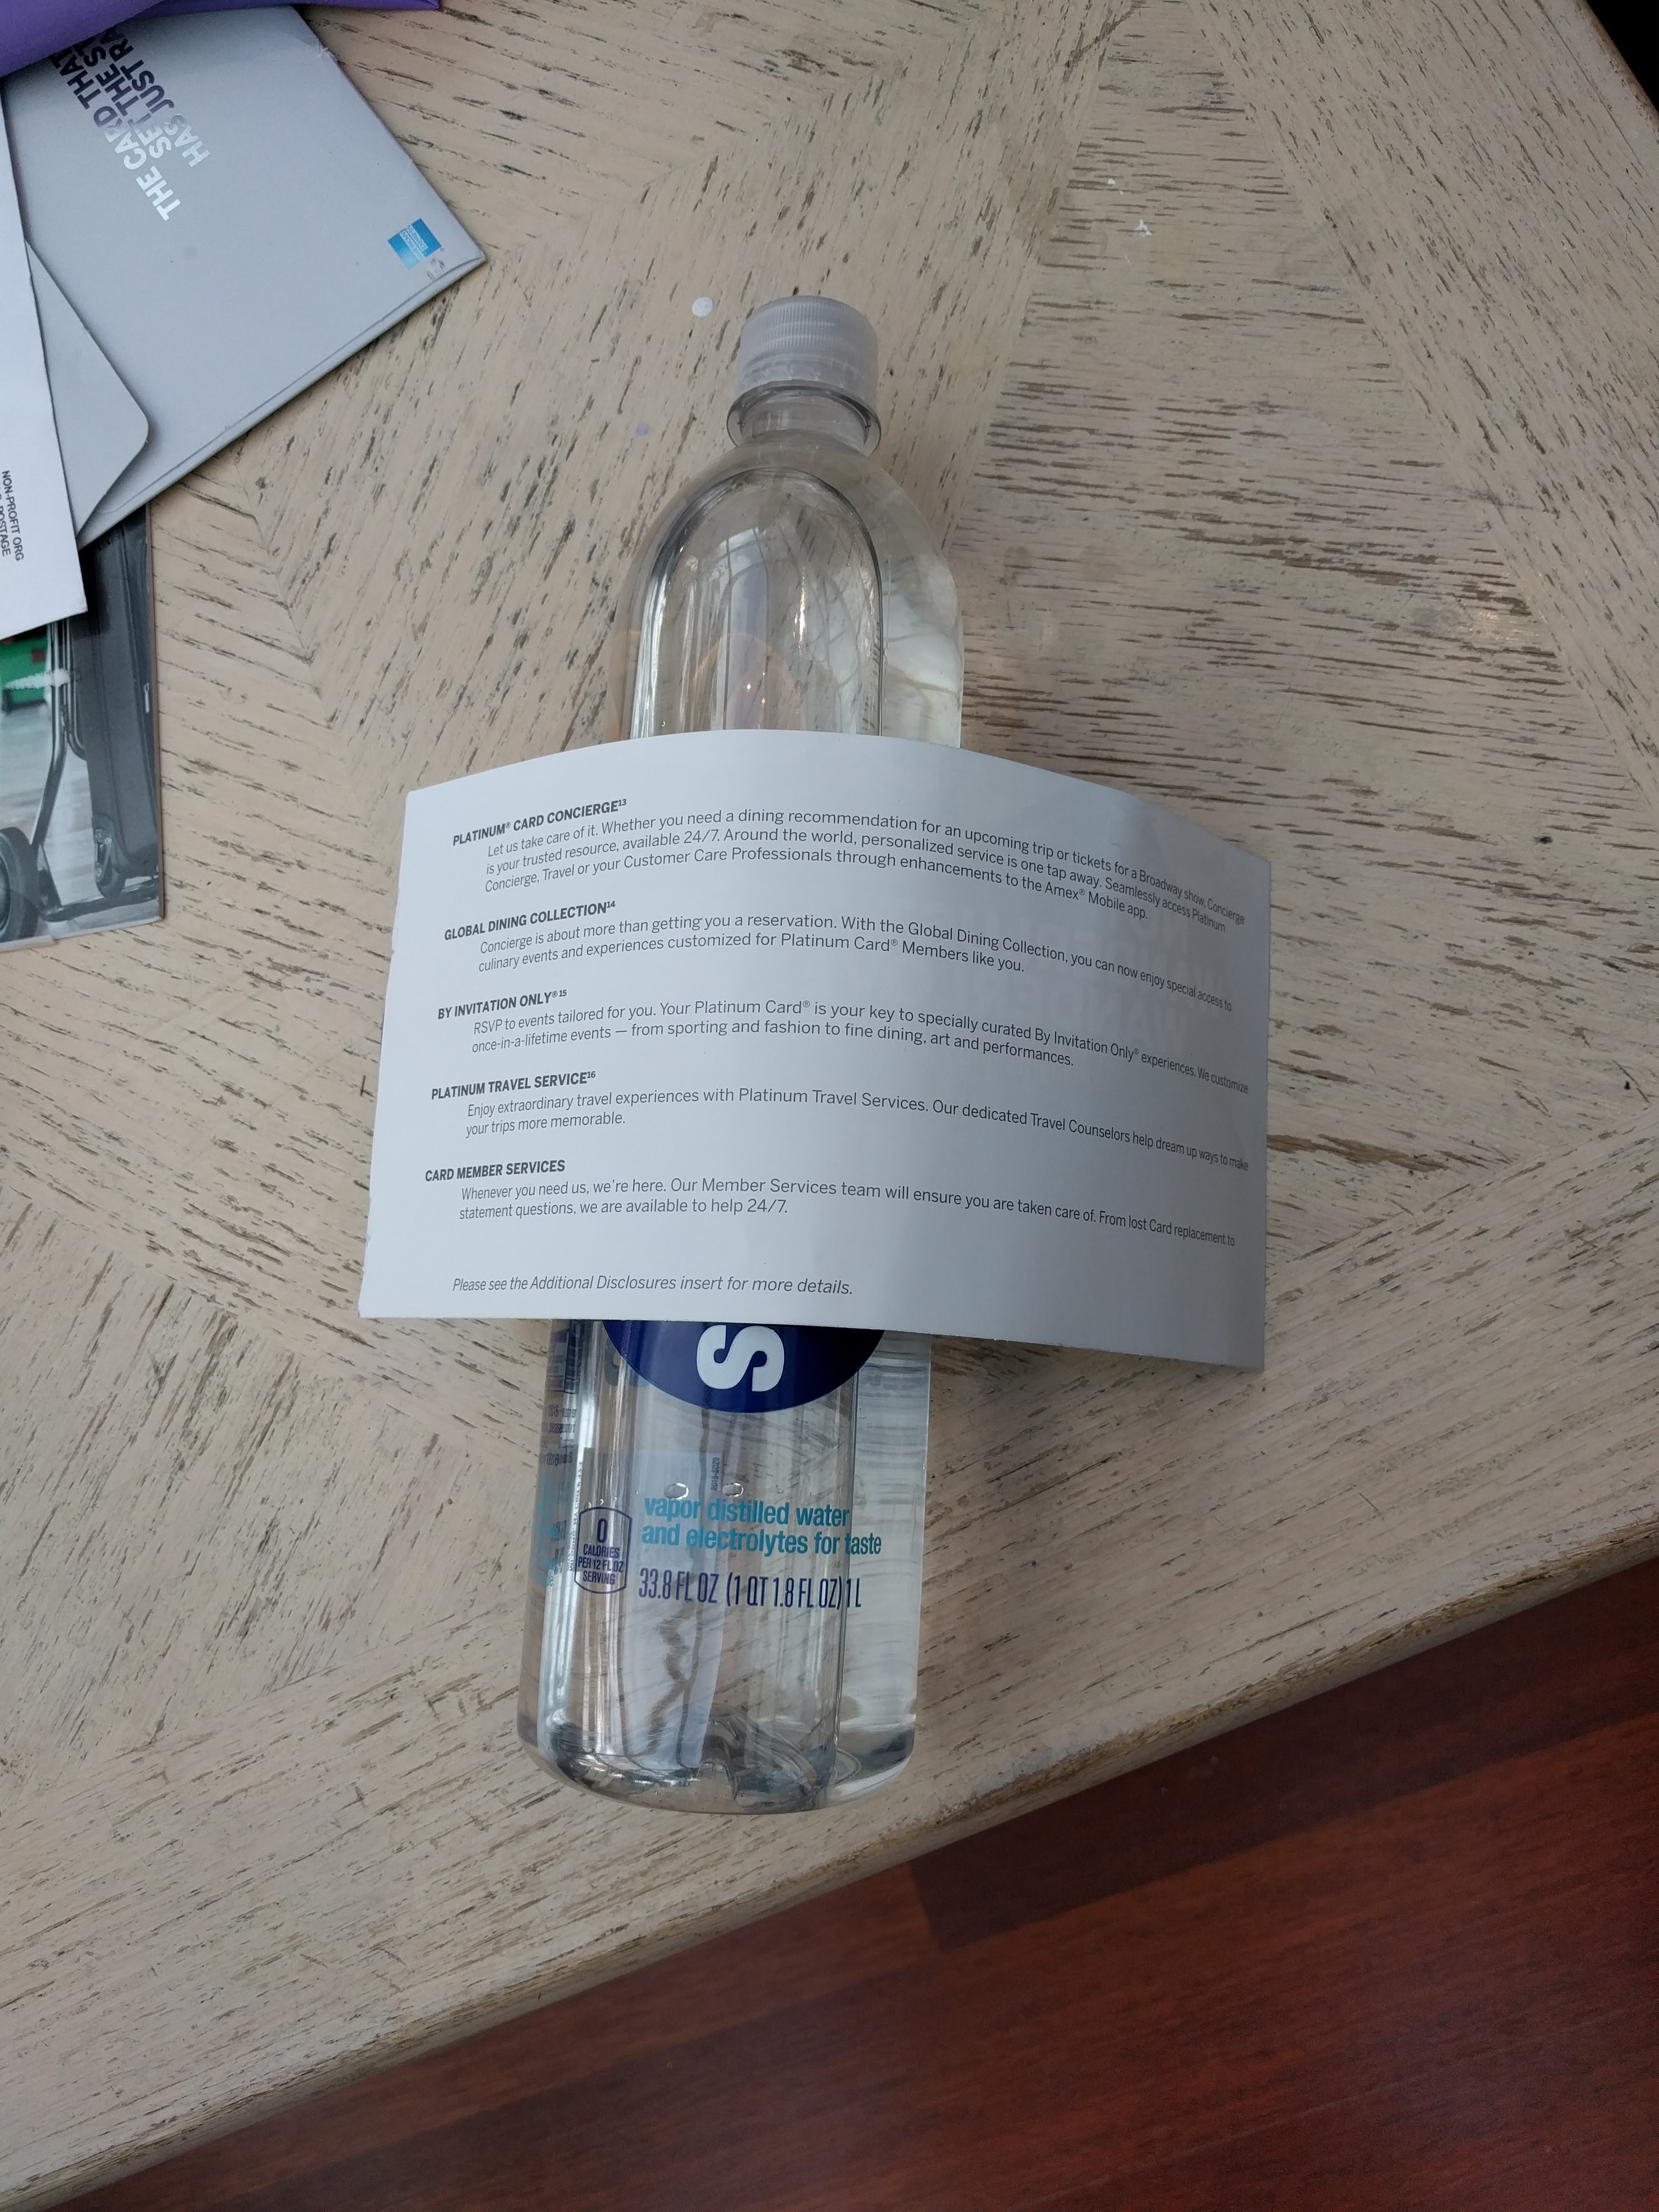 THE CARD THAT
SET THE
HAS JUST
AMERICAN
EXPRESS
NON-PROFIT ORG
POSTAGE
PLATINUM® CARD CONCIERGE13
Let us take care of it. Whether you need a dining recommendation for an upcoming trip or tickets for a Broadway show, Concierge
is your trusted resource, available 24/7. Around the world, personalized service is one tap away. Seamlessly access Platinum
Concierge, Travel or your Customer Care Professionals through enhancements to the Amex® Mobile app.
GLOBAL DINING COLLECTION14
Concierge is about more than getting you a reservation. With the Global Dining Collection, you can now enjoy special access to
culinary events and experiences customized for Platinum Card® Members like you.
BY INVITATION ONLY®15
RSVP to events tailored for you. Your Platinum Card® is your key to specially curated By Invitation Only® experiences. We customize
once-in-a-lifetime events — from sporting and fashion to fine dining, art and performances.
PLATINUM TRAVEL SERVICE16
Enjoy extraordinary travel experiences with Platinum Travel Services. Our dedicated Travel Counselors help dream up ways to make
your trips more memorable.
CARD MEMBER SERVICES
Whenever you need us, we're here. Our Member Services team will ensure you are taken care of. From lost Card replacement to
statement questions, we are available to help 24/7.
Please see the Additional Disclosures insert for more details.
s
vapor distilled water
and electrolytes for taste
0
CALORIES
PER 12 FL OZ
SERVING
33.8 FL OZ (1 QT 1.8 FL OZ) 1 L